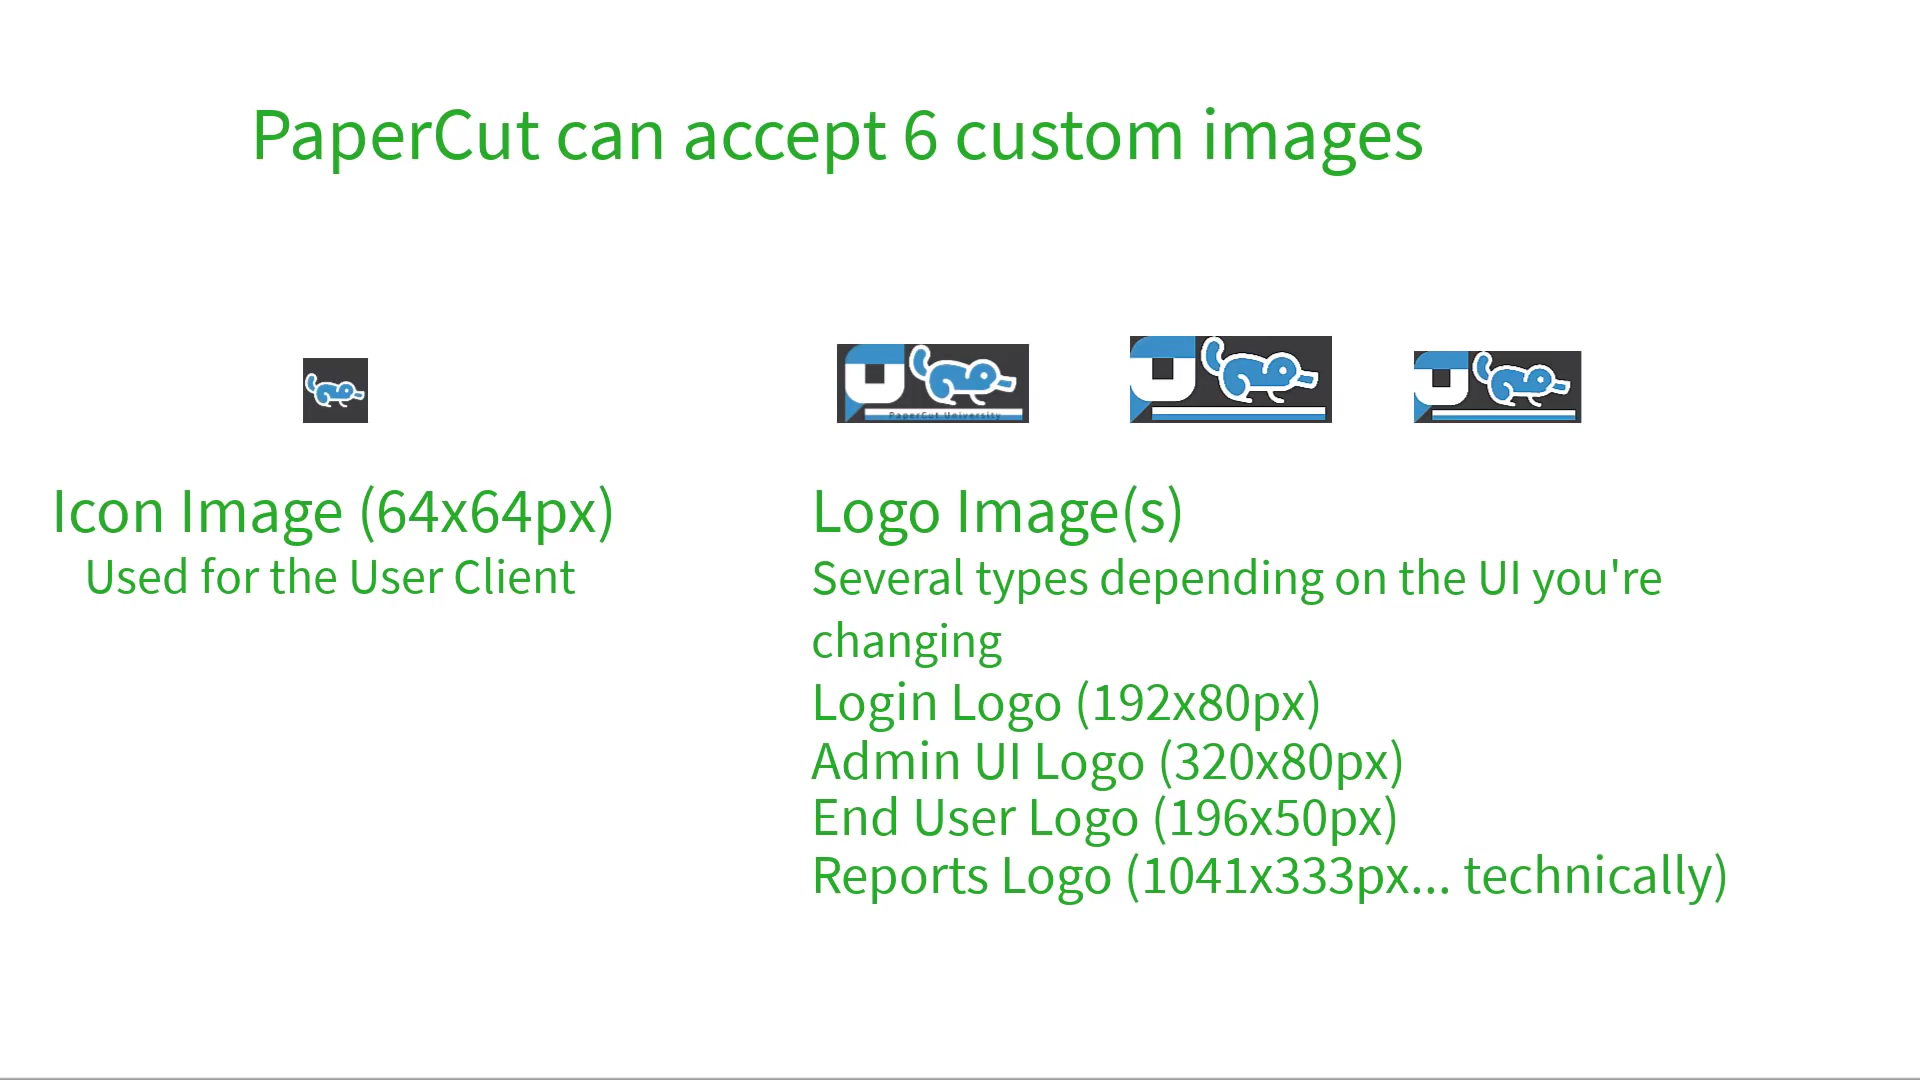 PaperCut can accept 6 custom images
PaperCut University
Icon Image (64x64px)
Used for the User Client
Logo Image(s)
Several types depending on the UI you're
changing
Login Logo (192x80px)
Admin UI Logo (320x80px)
End User Logo (196x50px)
Reports Logo (1041x333px... technically)